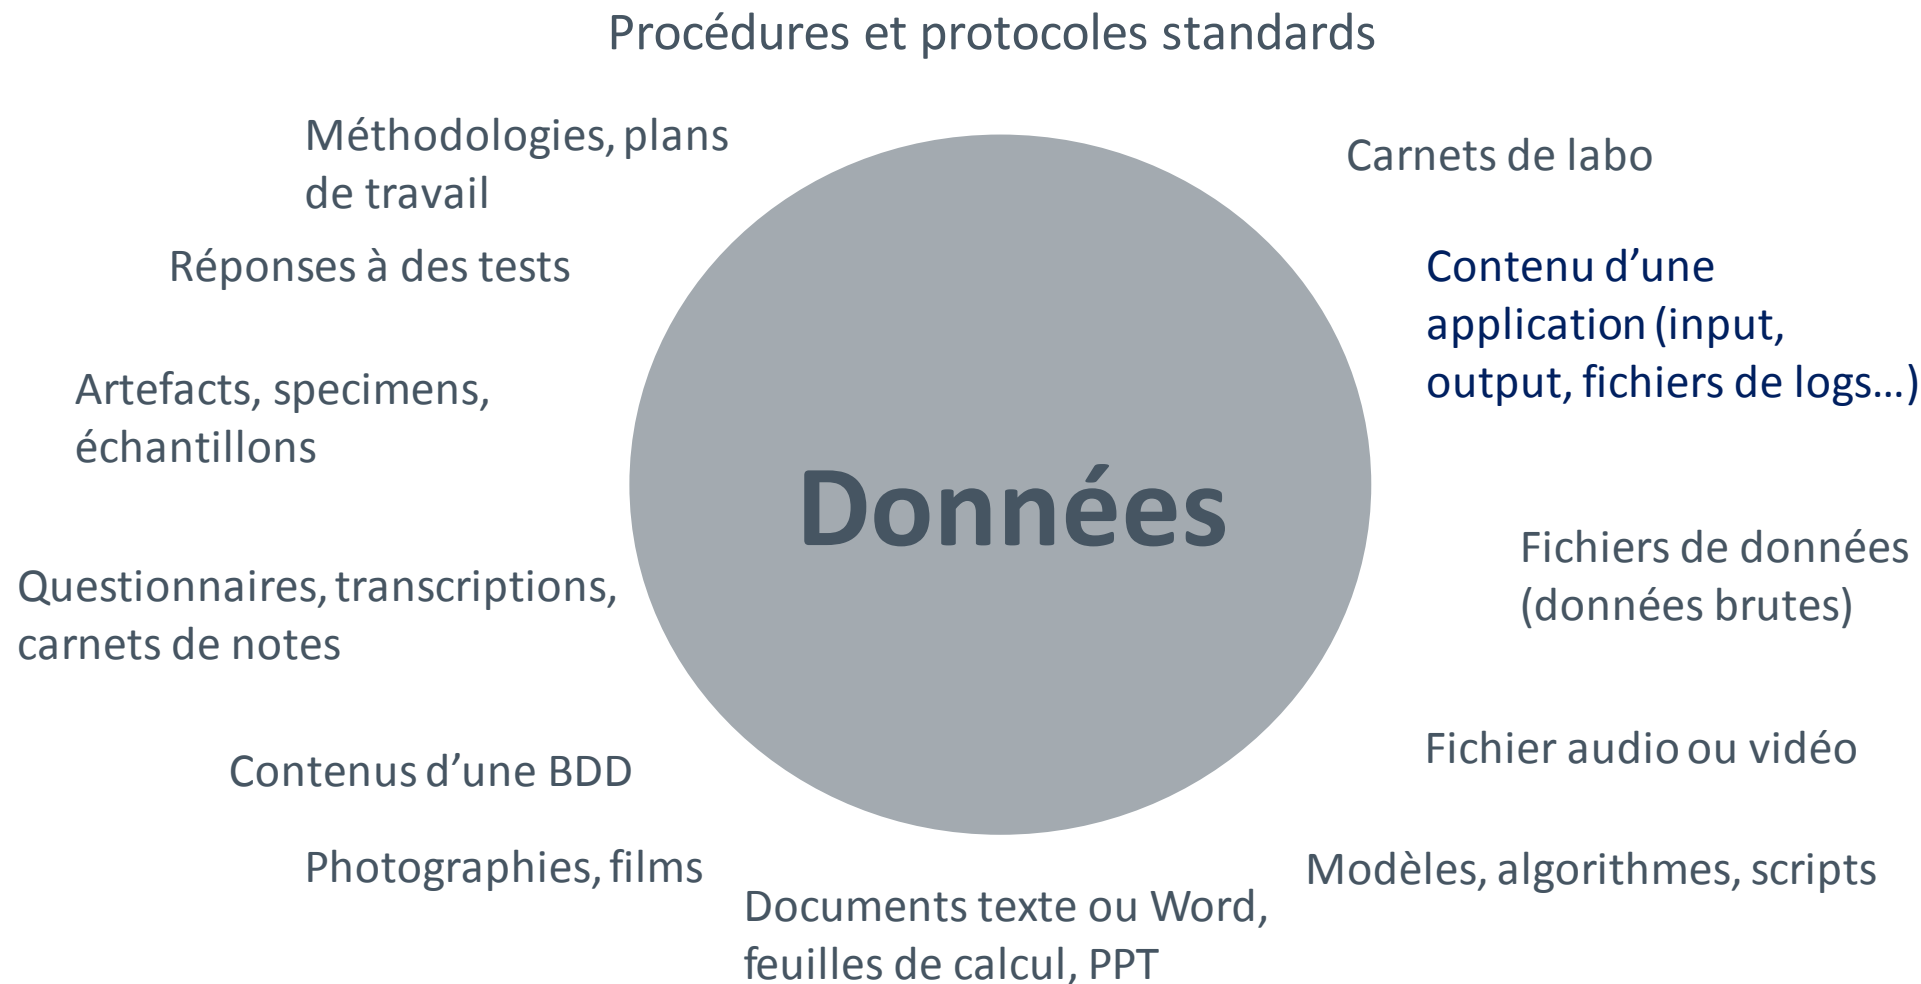 Procédures et protocoles standards
Méthodologies, plans
de travail
Carnets de labo
Réponses à des tests
Contenu d’une
application (input,
output, fichiers de logs…)
Artefacts, specimens,
échantillons
Données
Fichiers de données
(données brutes)
Questionnaires, transcriptions,
carnets de notes
Fichier audio ou vidéo
Contenus d’une BDD
Photographies, films
Modèles, algorithmes, scripts
Documents texte ou Word,
feuilles de calcul, PPT